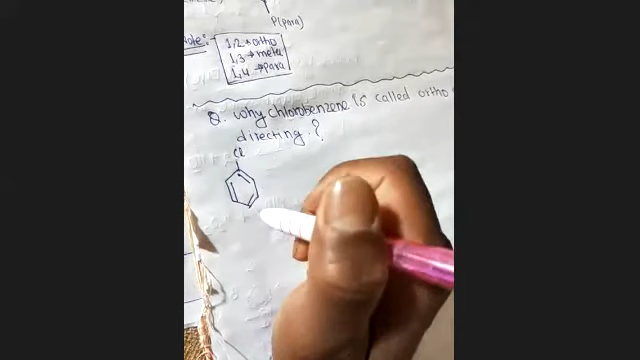 P(para)
Note:-
1,2 → ortho
1,3 → meta
1,4 → para
Q. why chlorobenzene is called ortho
directing.?
Cl